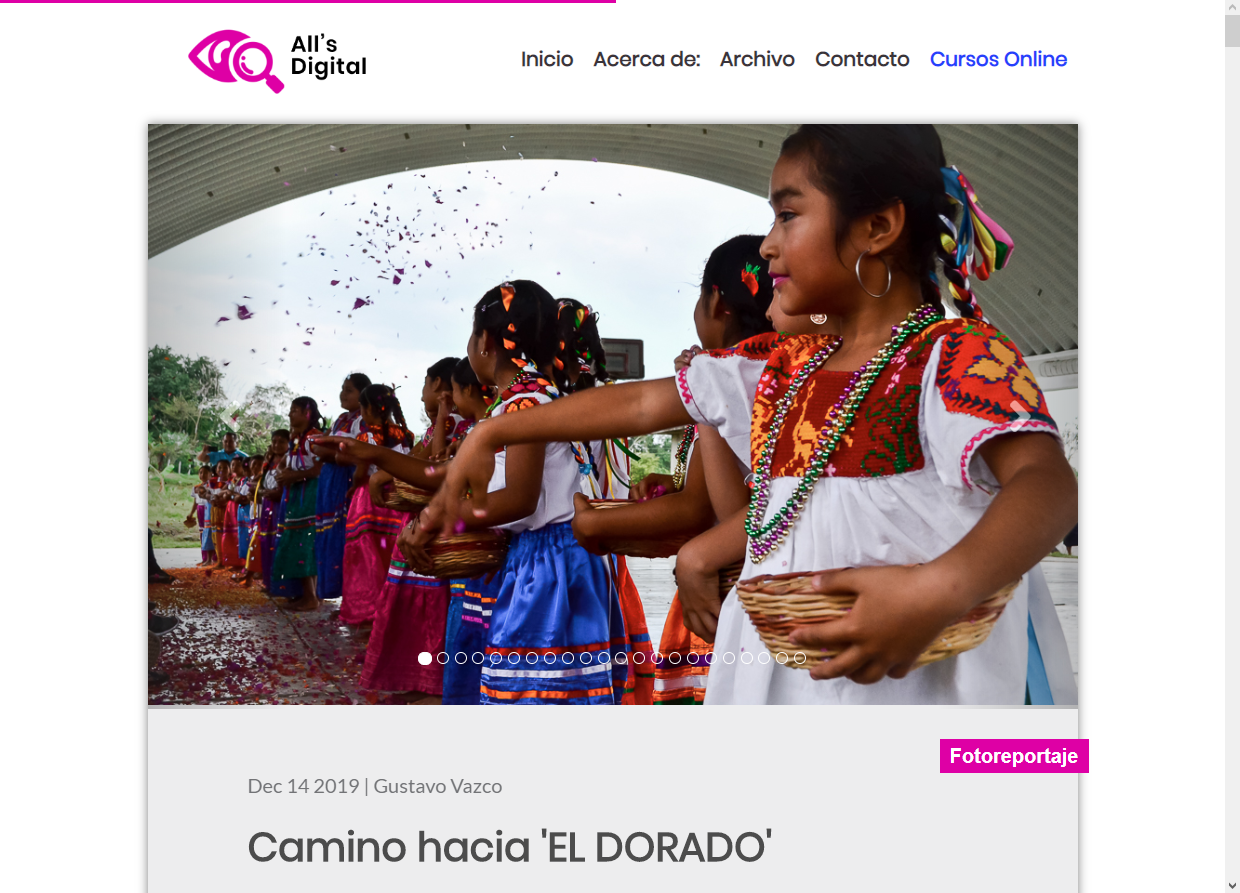 All's
Digital
Inicio Acerca de: Archivo Contacto Cursos Online
Fotoreportaje
Dec 14 2019 | Gustavo Vazco
Camino hacia 'EL DORADO'